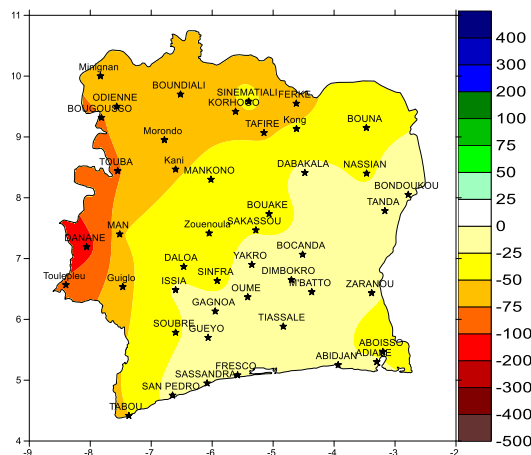 11
10
9
8
7
6
5
4
-9
-8
-7
-6
-5
-4
-3
-2
Minignan
ODIENNE
BOUGOUSSO
BOUNDIALI
SINEMATIALI
FERKE
KORHOGO
TAFIRE
Kong
BOUNA
Morondo
TOUBA
Kani
MANKONO
DABAKALA
NASSIAN
BONDOUKOU
TANDA
BOUAKE
SAKASSOU
Zouenoula
MAN
DANANE
BOCANDA
YAKRO
DALOA
SINFRA
DIMBOKRO
M'BATTO
Toulepleu
Guiglo
ISSIA
OUME
ZARANOU
GAGNOA
TIASSALE
SOUBRE
GUEYO
ABOISSO
ADIAKE
ABIDJAN
FRESCO
SASSANDRA
SAN PEDRO
TABOU
400
300
200
100
75
50
25
0
-25
-50
-75
-100
-200
-300
-400
-500